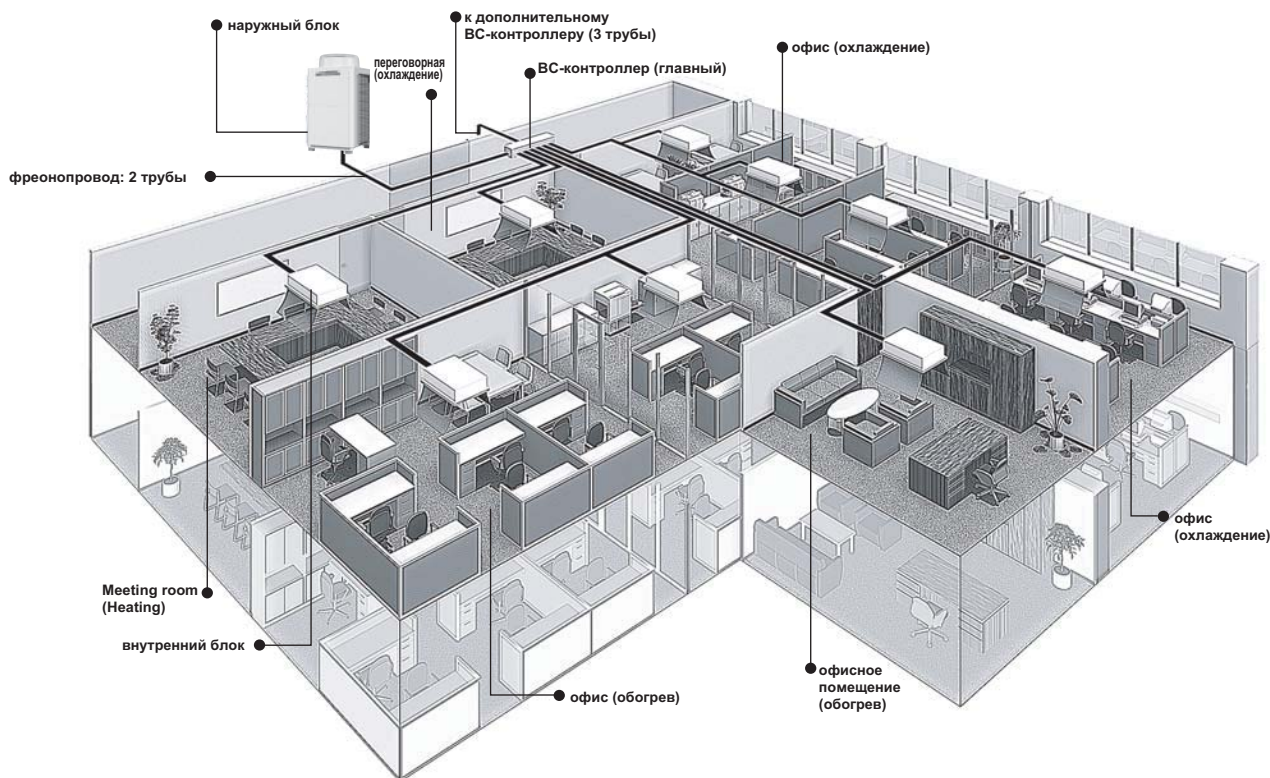 наружный блок
к дополнительному
ВС-контроллеру (3 трубы)
переговорная
(охлаждение)
ВС-контроллер (главный)
офис (охлаждение)
фреонопровод: 2 трубы
офис
(охлаждение)
Meeting room
(Heating)
внутренний блок
офис (обогрев)
офисное
помещение
(обогрев)